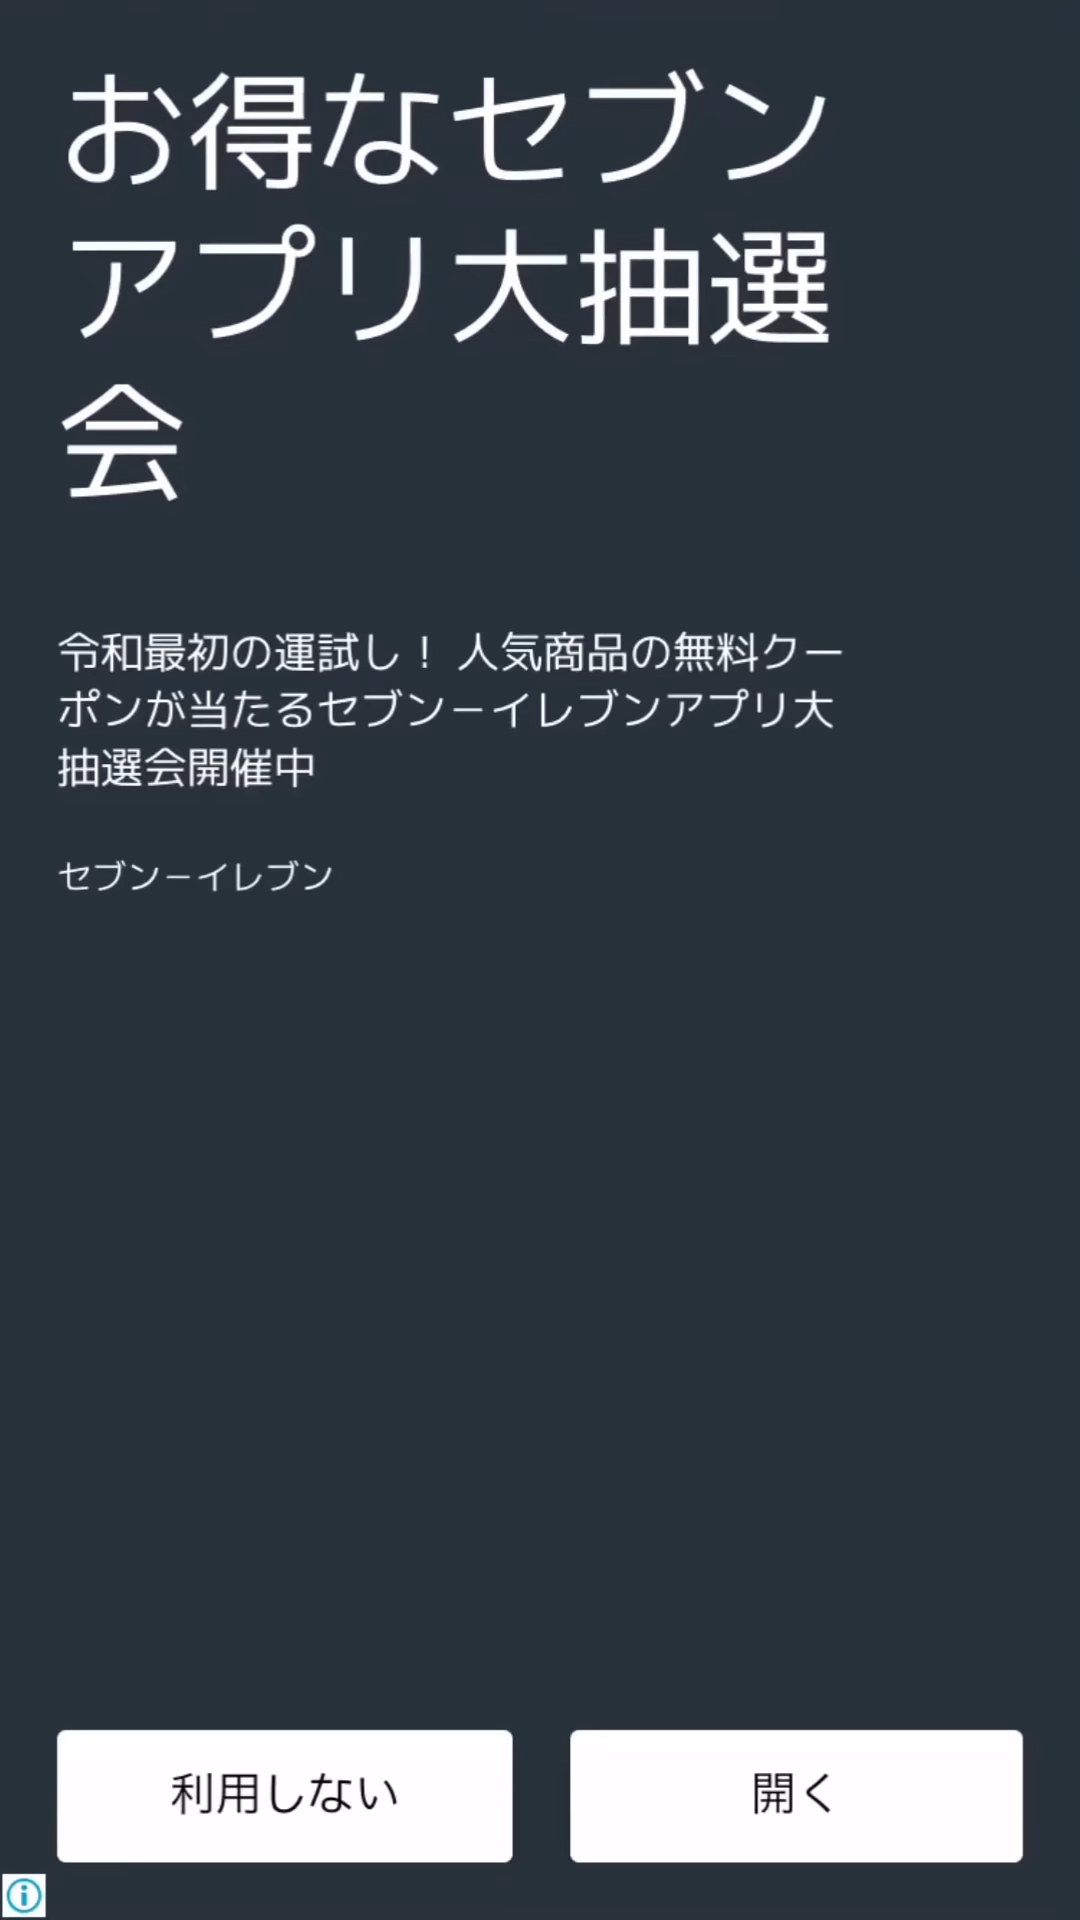 お得なセブン
アプリ大抽選
会
令和最初の運試し！ 人気商品の無料クー
ポンが当たるセブン－イレブンアプリ大
抽選会開催中
セブン－イレブン
利用しない
開く